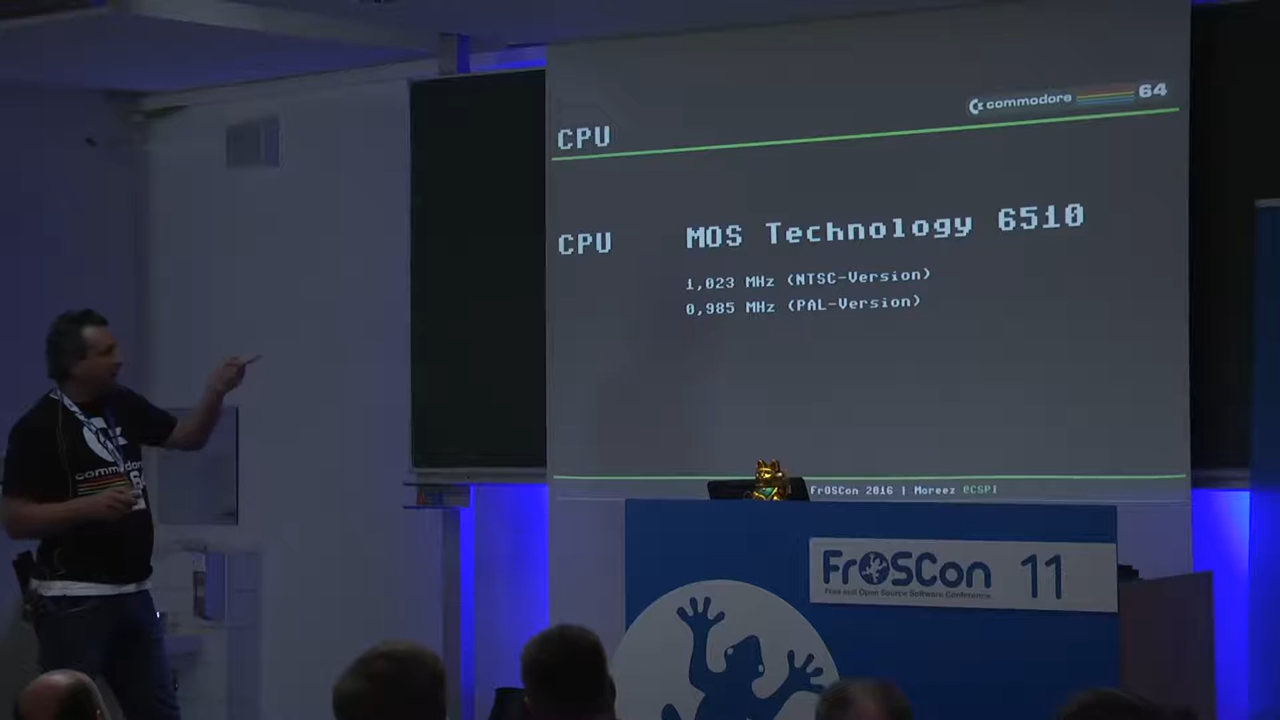 commodore 64
CPU
CPU MOS Technology 6510
1,023 MHz (NTSC-Version)
0,985 MHz (PAL-Version)
FrOSCon 2016 | Moreez @CSPI
FrOSCon 11
Free and Open Source Software Conference
commodore
64